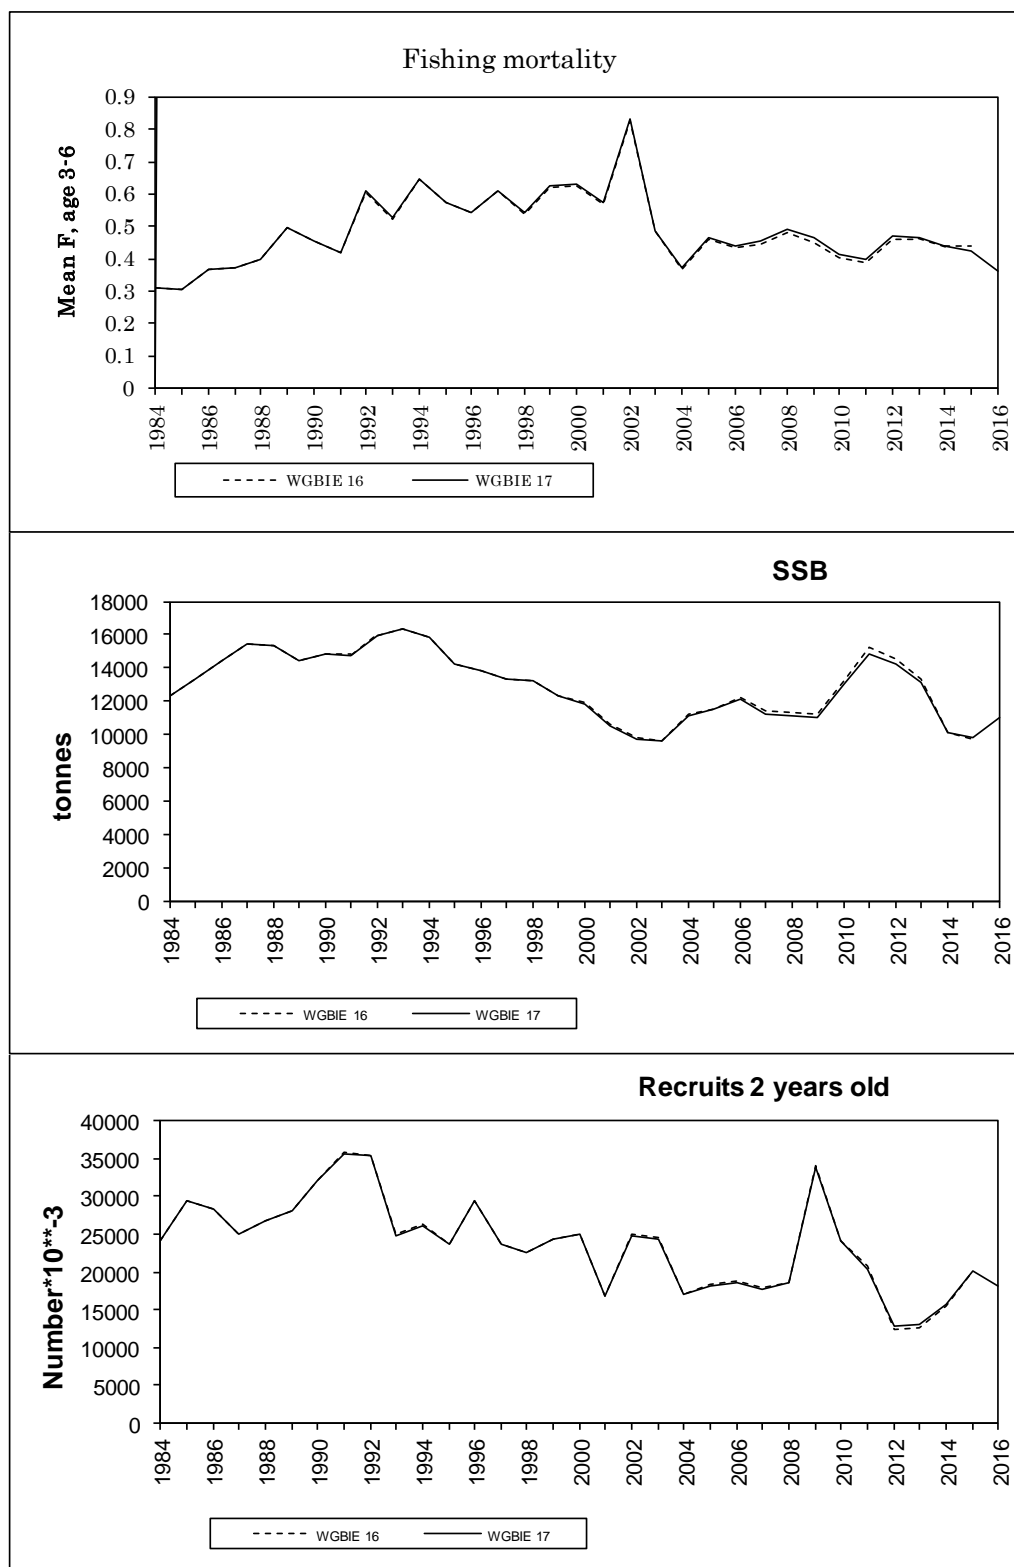 Fishing mortality
Mean F, age 3-6
0.9
0.8
0.7
0.6
0.5
0.4
0.3
0.2
0.1
0
1984 1986 1988 1990 1992 1994 1996 1998 2000 2002 2004 2006 2008 2010 2012 2014 2016
WGBIE 16 WGBIE 17
SSB
tonnes
18000
16000
14000
12000
10000
8000
6000
4000
2000
0
1984 1986 1988 1990 1992 1994 1996 1998 2000 2002 2004 2006 2008 2010 2012 2014 2016
WGBIE 16 WGBIE 17
Recruits 2 years old
Number*10**-3
40000
35000
30000
25000
20000
15000
10000
5000
0
1984 1986 1988 1990 1992 1994 1996 1998 2000 2002 2004 2006 2008 2010 2012 2014 2016
WGBIE 16 WGBIE 17